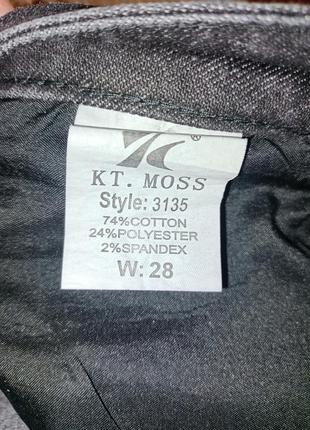 ®
KT. MOSS
Style: 3135
74%COTTON
24%POLYESTER
2%SPANDEX
W: 28